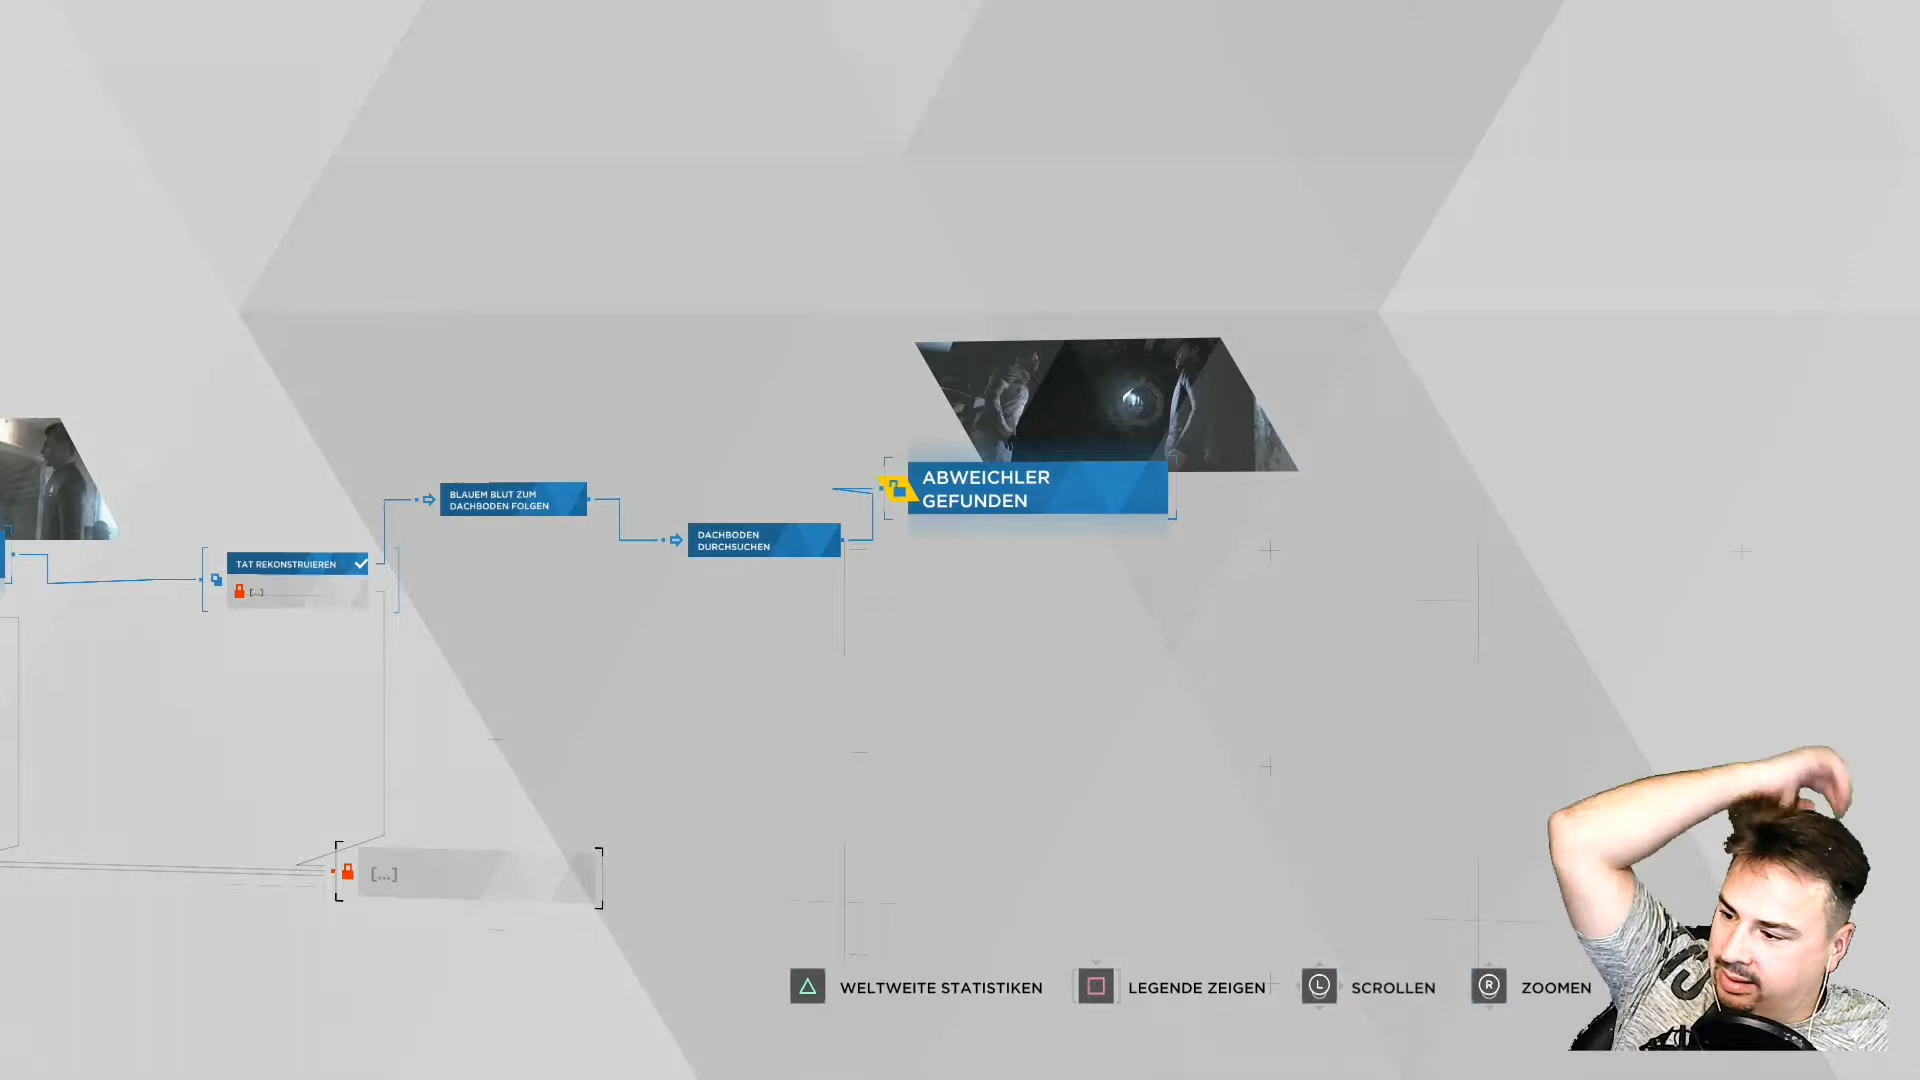 ABWEICHLER
GEFUNDEN
BLAUEM BLUT ZUM
DACHBODEN FOLGEN
DACHBODEN
DURCHSUCHEN
TAT REKONSTRUIEREN
[...]
[...]
WELTWEITE STATISTIKEN
LEGENDE ZEIGEN
L
SCROLLEN
R
ZOOMEN